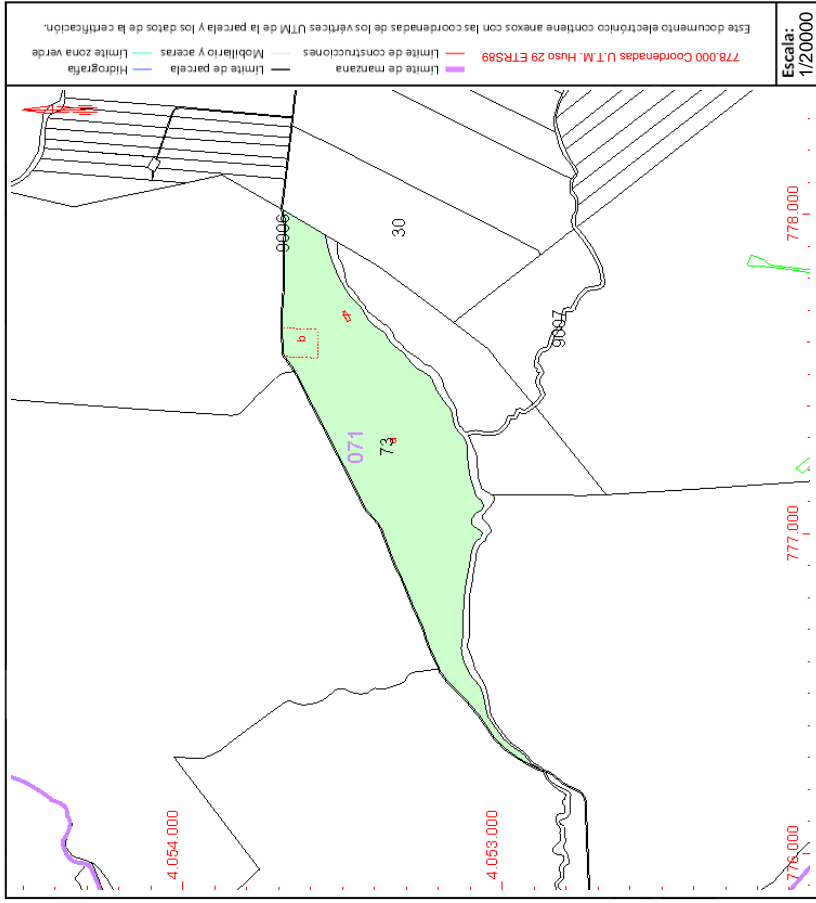 Este documento electrónico contiene anexos con las coordenadas de los vértices UTM de la parcela y los datos de la certificación.
778.000 Coordenadas U.T.M. Huso 29 ETRS89
Límite de manzana
Límite de construcciones
Límite de parcela
Mobiliario y aceras
Hidrografía
Límite zona verde
Escala:
1/20000
9006
30
778.000
b
9007
071
73
a
777.000
4.054.000
4.053.000
776.000